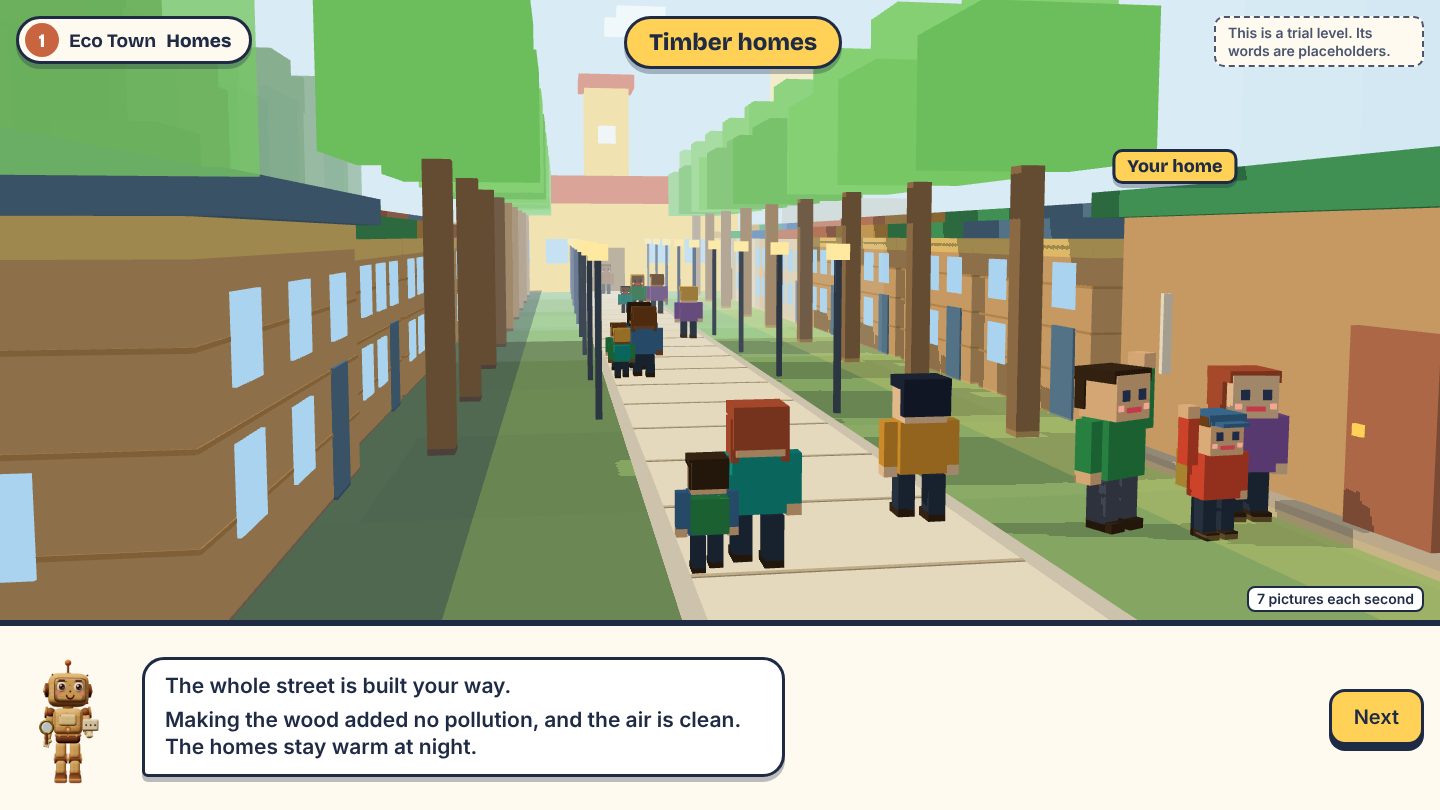 1 Eco Town Homes
Timber homes
This is a trial level. Its
words are placeholders.
Your home
7 pictures each second
The whole street is built your way.
Making the wood added no pollution, and the air is clean.
The homes stay warm at night.
Next